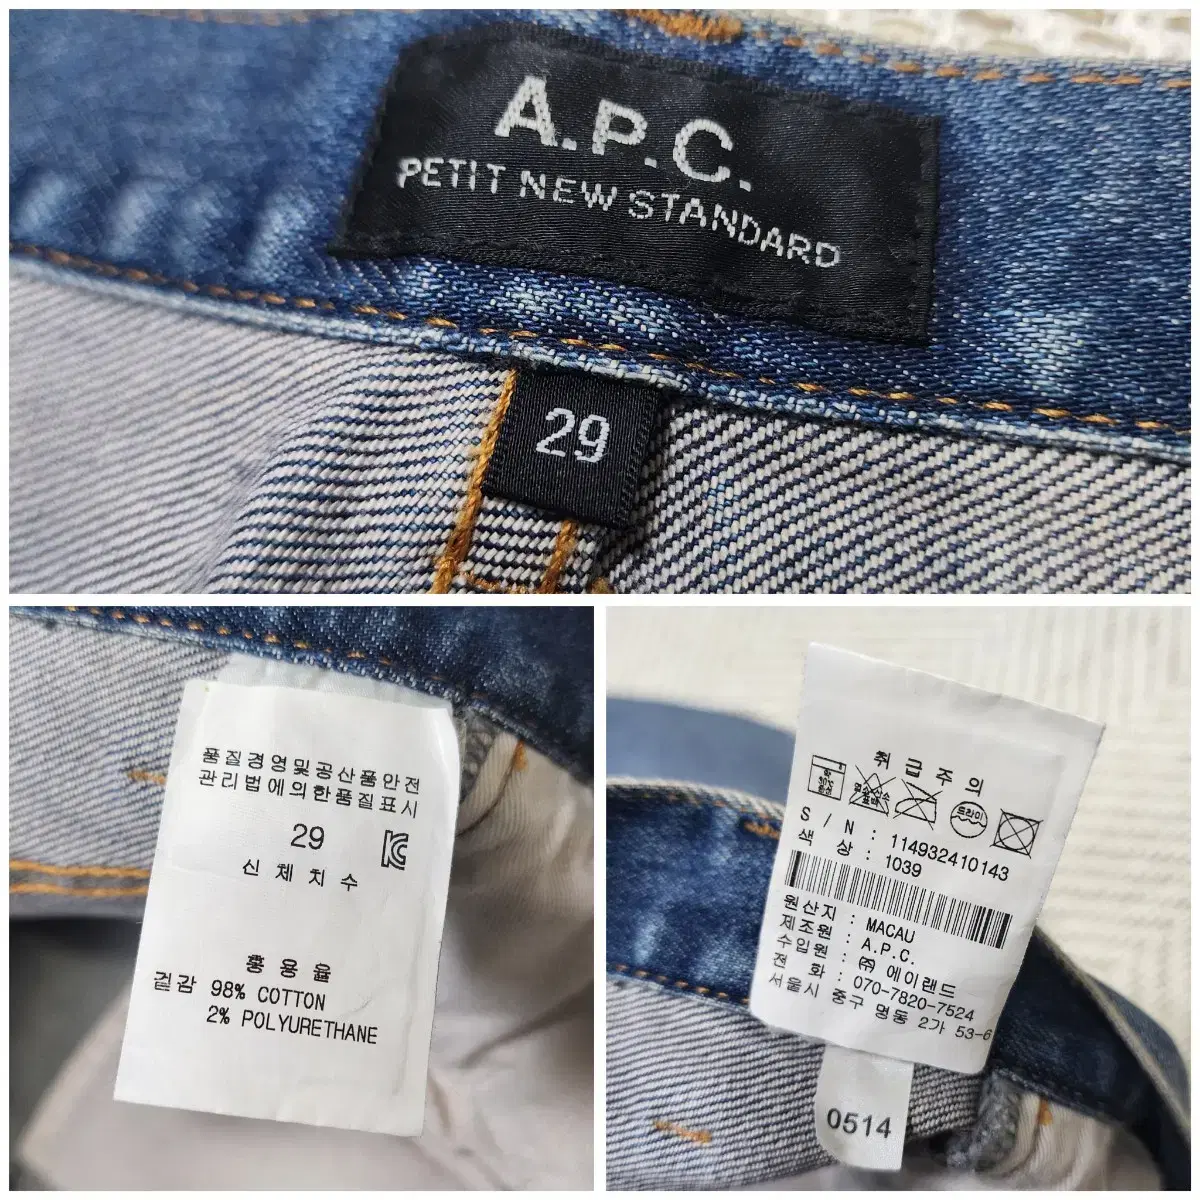 A.P.C.
PETIT NEW STANDARD
29
품질경영및공산품안전
관리법에의한품질표시
29
신체치수
홍용율
겉감 98% COTTON
2% POLYURETHANE
취급주의
드라이
S / N : 114932410143
색 상 : 1039
원산지 : MACAU
제조원 : A.P.C.
수입원 : ㈜ 에이랜드
전 화 : 070-7820-7524
서울시 중구 명동 2가 53-6
0514